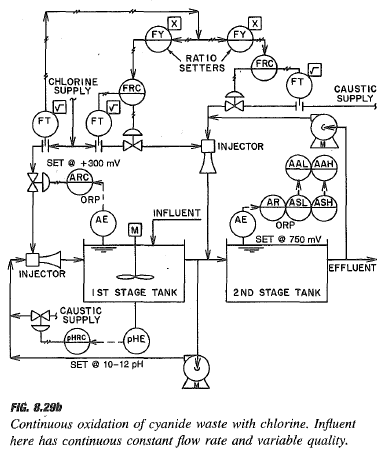 X
X
FY
FY
RATIO
SETTERS
FRC
FRC
CHLORINE
SUPPLY
FT
√
FT
√
FT
√
CAUSTIC
SUPPLY
M
INJECTOR
SET @ +300 mV
ARC
ORP
AE
M
INFLUENT
AAL
AAH
AE
AR
ASL
ASH
ORP
SET @ 750 mV
INJECTOR
1ST STAGE TANK
2ND STAGE TANK
EFFLUENT
CAUSTIC
SUPPLY
pHRC
pHE
SET @ 10-12 pH
M
FIG. 8.29b
Continuous oxidation of cyanide waste with chlorine. Influent
here has continuous constant flow rate and variable quality.